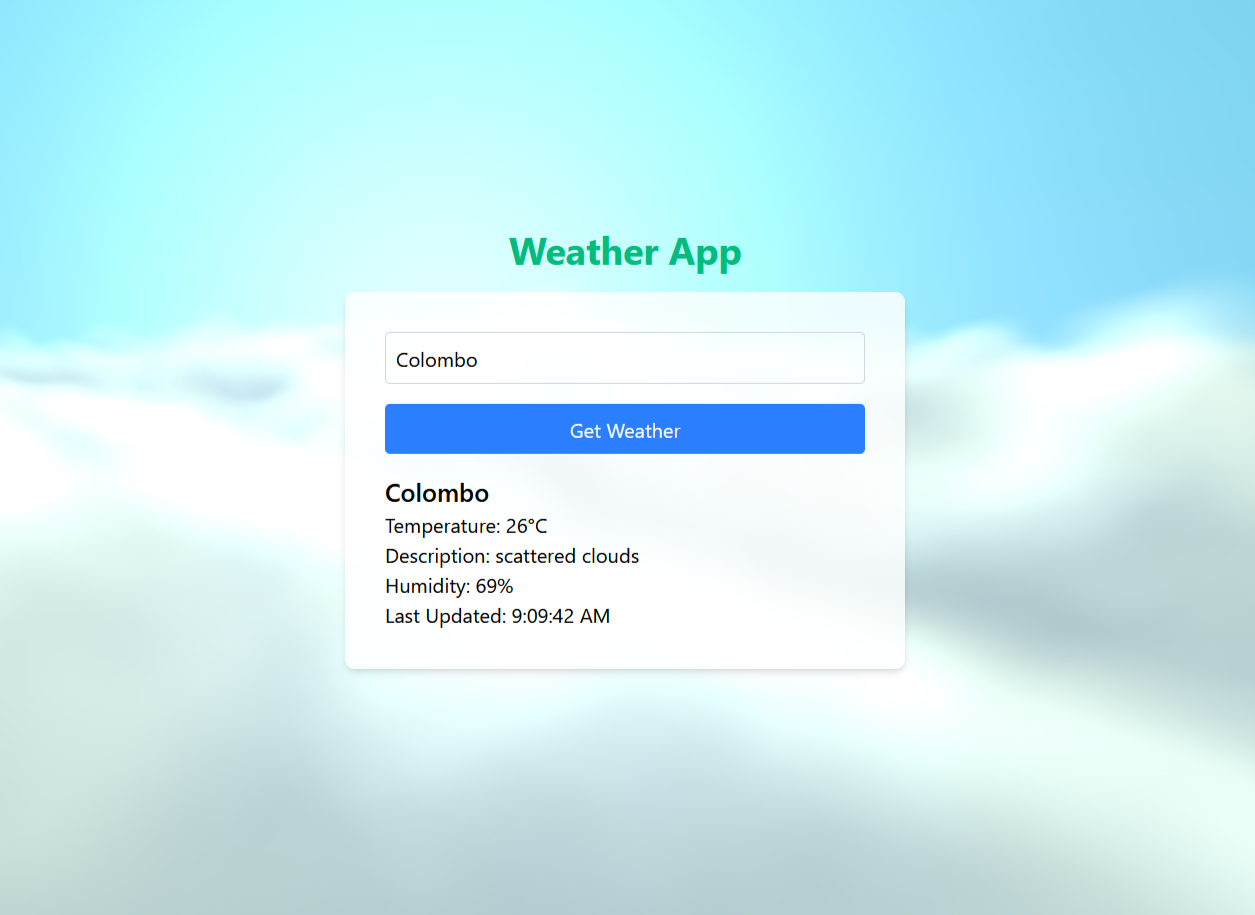 Weather App
Colombo
Get Weather
Colombo
Temperature: 26°C
Description: scattered clouds
Humidity: 69%
Last Updated: 9:09:42 AM